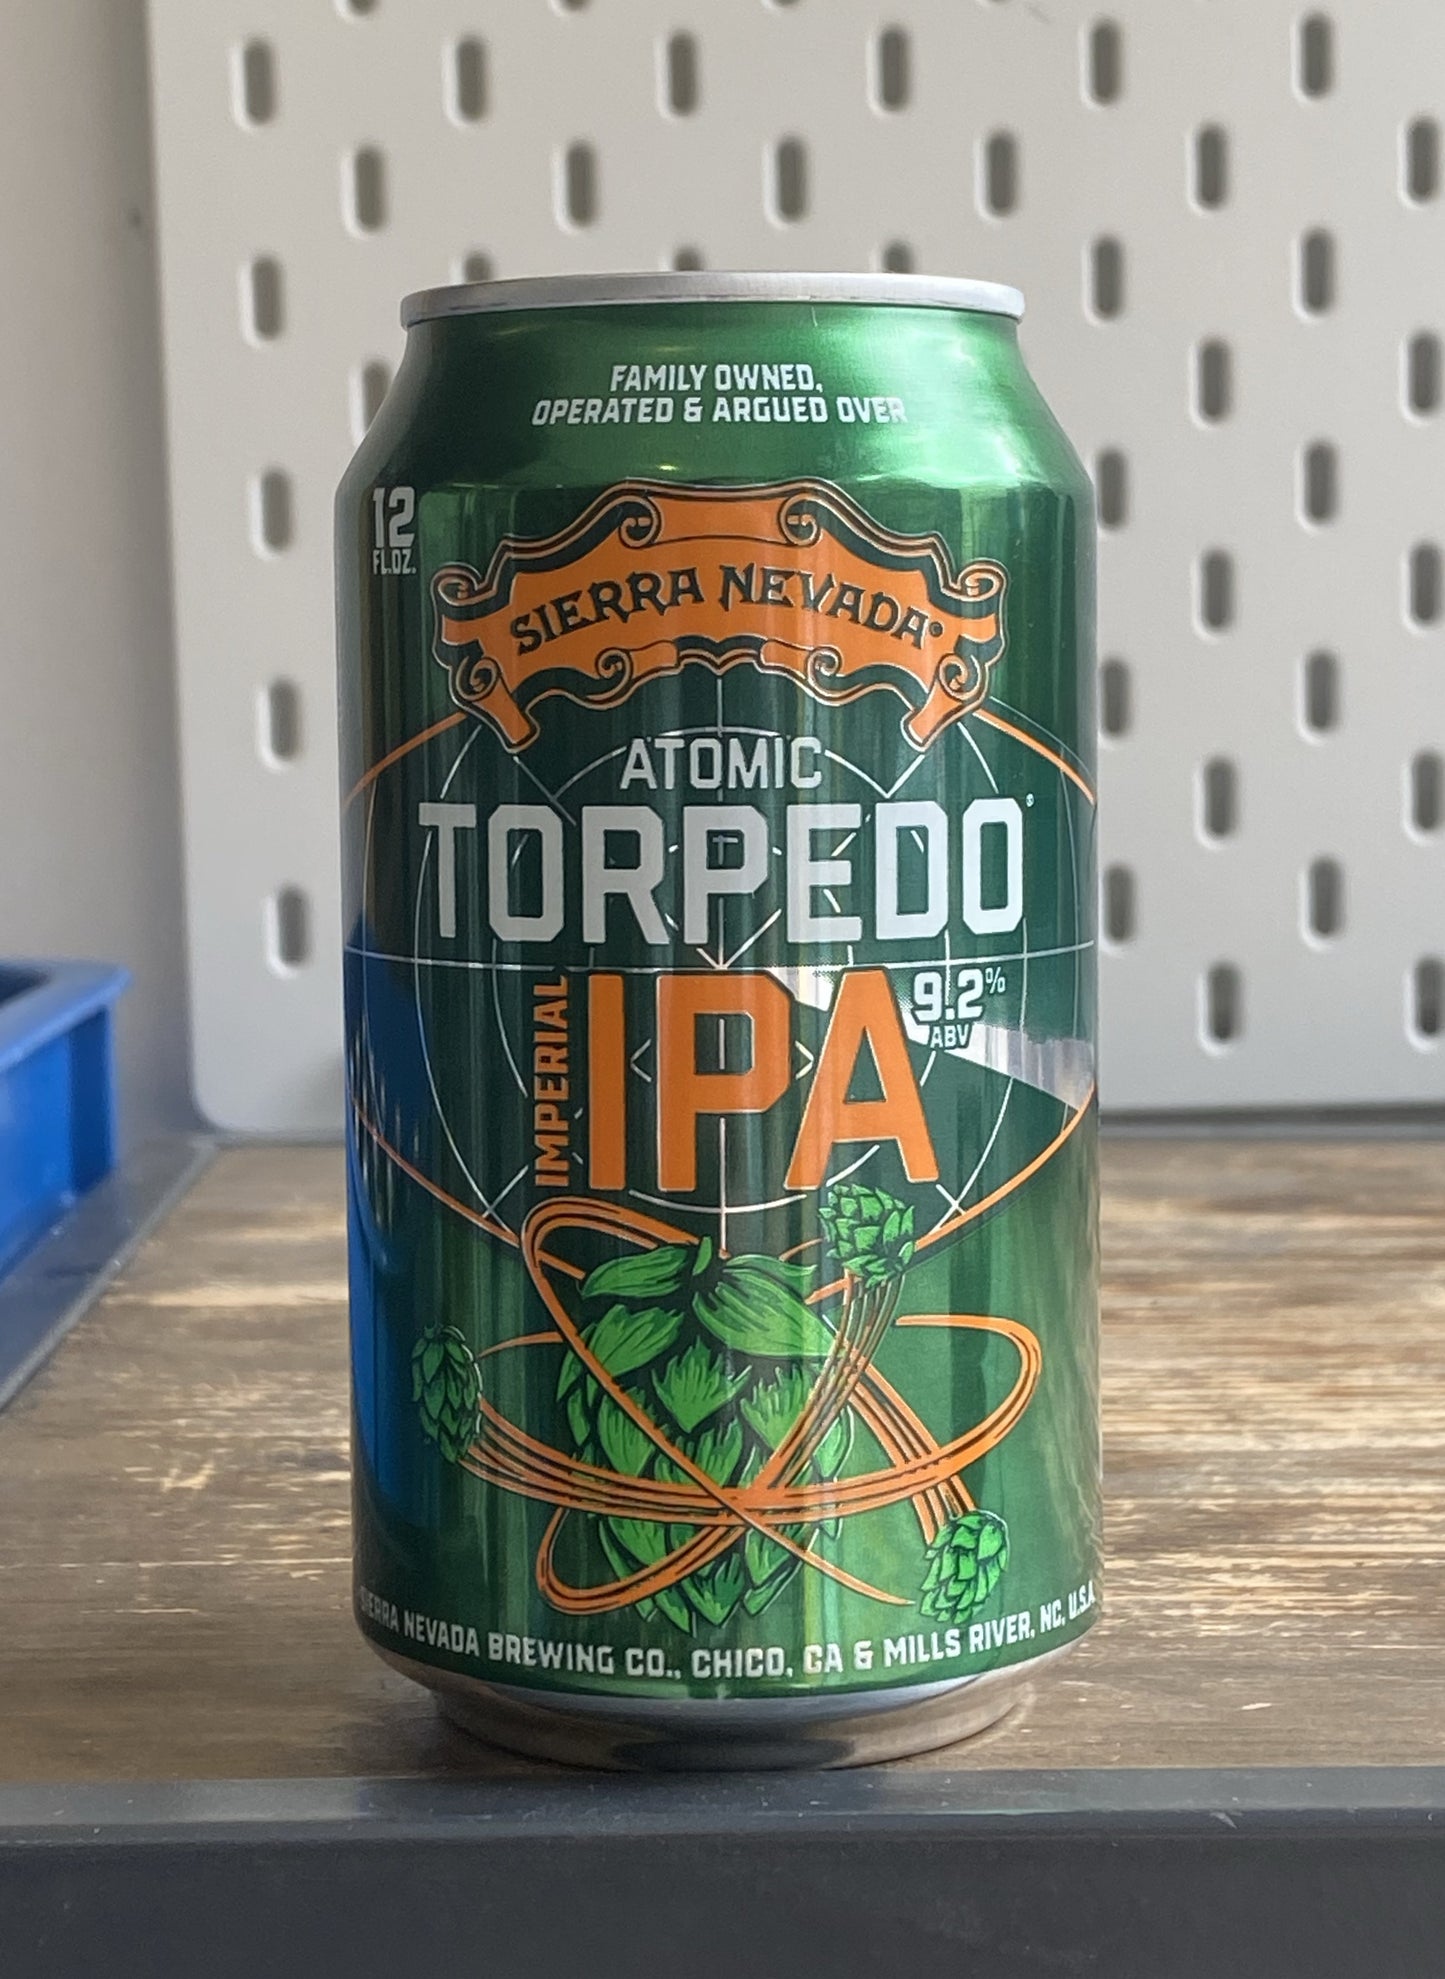 FAMILY OWNED,
OPERATED & ARGUED OVER
12
FL.OZ.
SIERRA NEVADA®
ATOMIC
TORPEDO®
IMPERIAL
IPA
9.2%
ABV
SIERRA NEVADA BREWING CO., CHICO, CA & MILLS RIVER, NC, U.S.A.